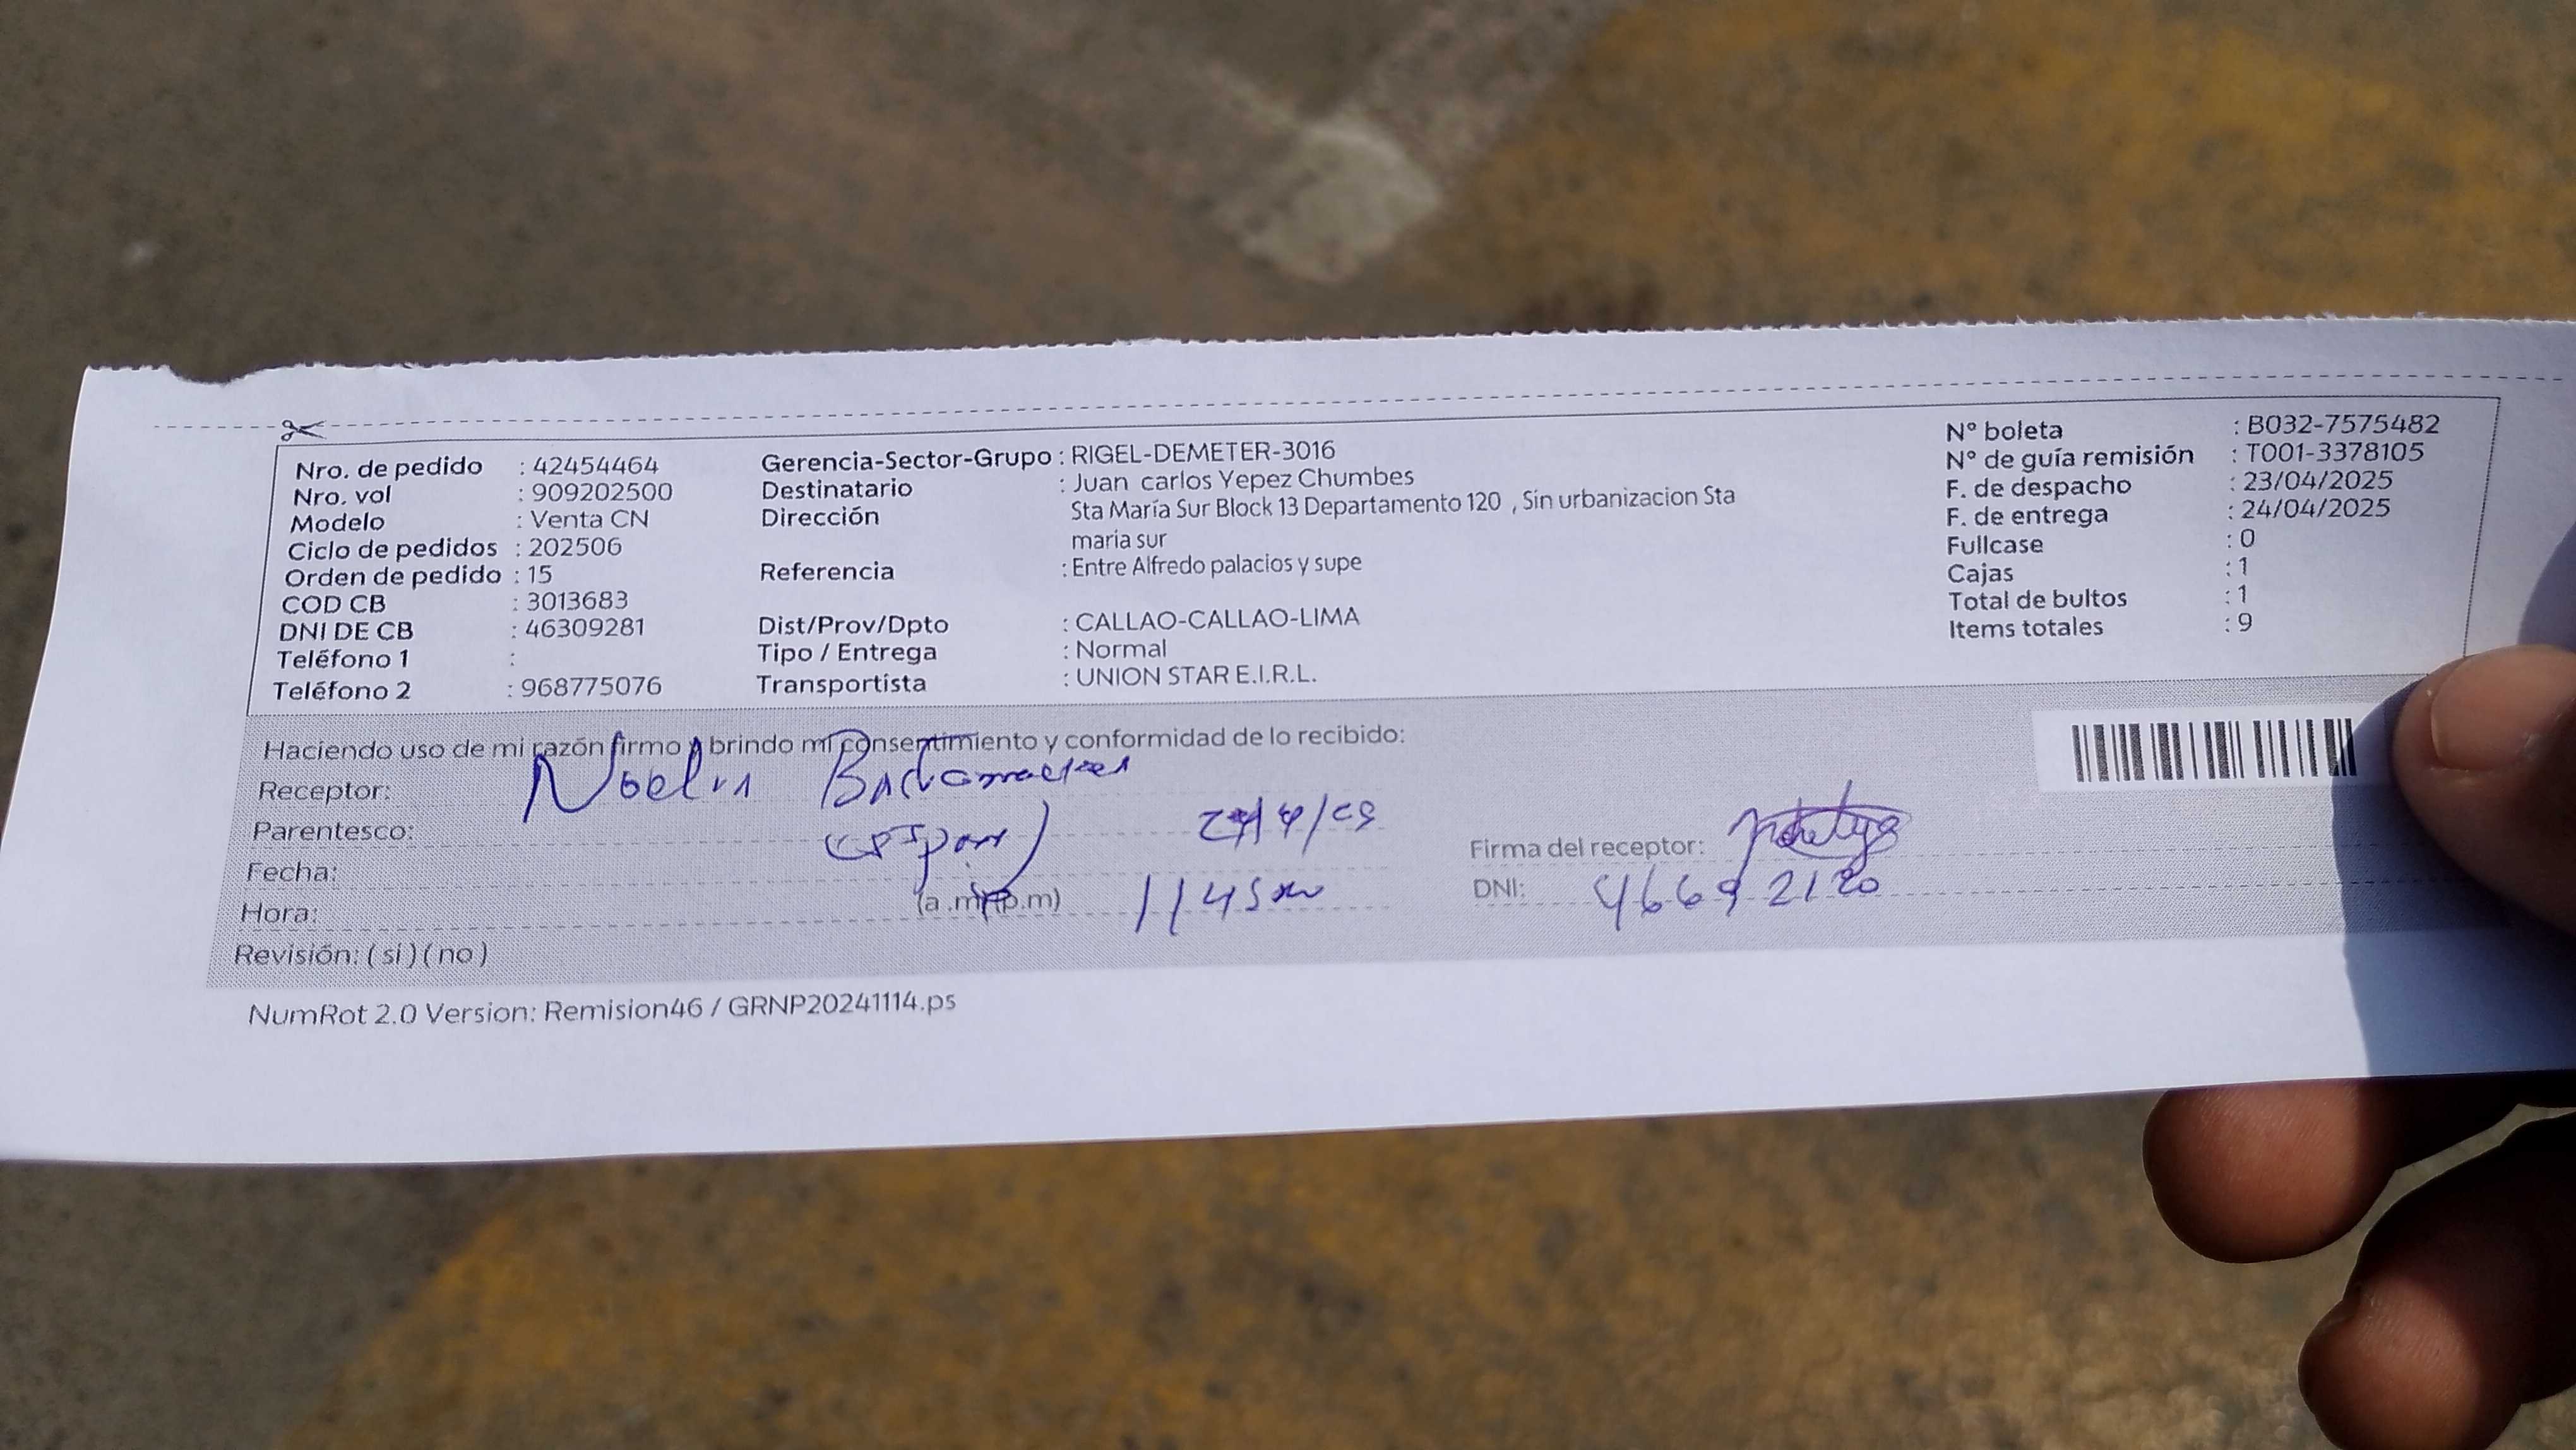 Nro. de pedido : 42454464
Nro. vol : 909202500
Modelo : Venta CN
Ciclo de pedidos : 202506
Orden de pedido : 15
COD CB : 3013683
DNI DE CB : 46309281
Teléfono 1 :
Teléfono 2 : 968775076
Gerencia-Sector-Grupo : RIGEL-DEMETER-3016
Destinatario : Juan carlos Yepez Chumbes
Dirección Sta María Sur Block 13 Departamento 120 , Sin urbanizacion Sta
maria sur
Referencia : Entre Alfredo palacios y supe
Dist/Prov/Dpto : CALLAO-CALLAO-LIMA
Tipo / Entrega : Normal
Transportista : UNION STAR E.I.R.L.
N° boleta : B032-7575482
N° de guía remisión : T001-3378105
F. de despacho : 23/04/2025
F. de entrega : 24/04/2025
Fullcase : 0
Cajas : 1
Total de bultos : 1
Items totales : 9
Haciendo uso de mi razón firmo y brindo mi consentimiento y conformidad de lo recibido:
Receptor: Noelia
Parentesco:
Fecha:
Hora: (a.m)(p.m) 1145
Revisión: ( si ) ( no )
Firma del receptor:
DNI: 46692120
NumRot 2.0 Version: Remision46 / GRNP20241114.ps